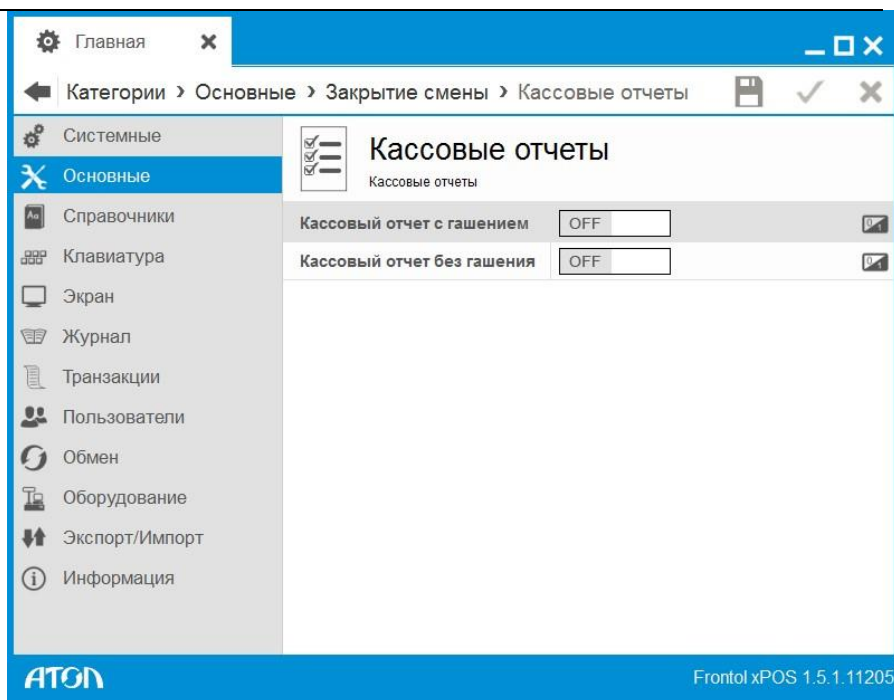 Главная
Категории › Основные › Закрытие смены › Кассовые отчеты
Системные
Основные
Справочники
Клавиатура
Экран
Журнал
Транзакции
Пользователи
Обмен
Оборудование
Экспорт/Импорт
Информация
Кассовые отчеты
Кассовые отчеты
Кассовый отчет с гашением OFF
Кассовый отчет без гашения OFF
АТОЛ
Frontol xPOS 1.5.1.11205